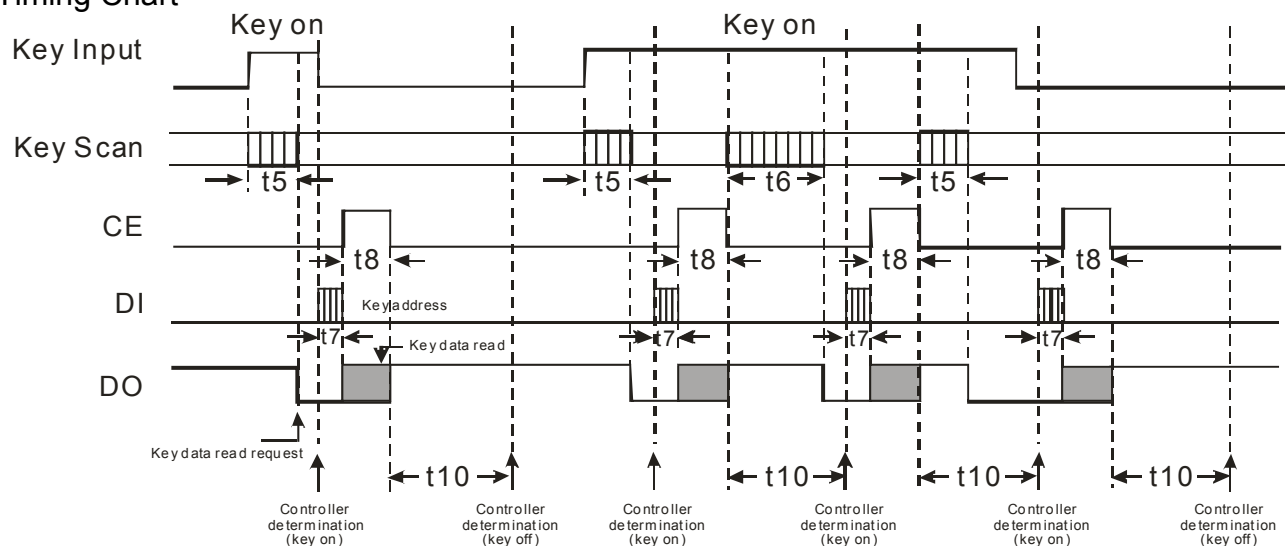 Timing Chart
Key on Key on
Key Input
Key Scan
t5 t5 t6 t5
CE
t8 t8 t8 t8
DI
Key address
t7 t7 t7 t7
Key data read
DO
Key data read request
t10 t10 t10 t10
Controller determination (key on)
Controller determination (key off)
Controller determination (key on)
Controller determination (key on)
Controller determination (key on)
Controller determination (key off)